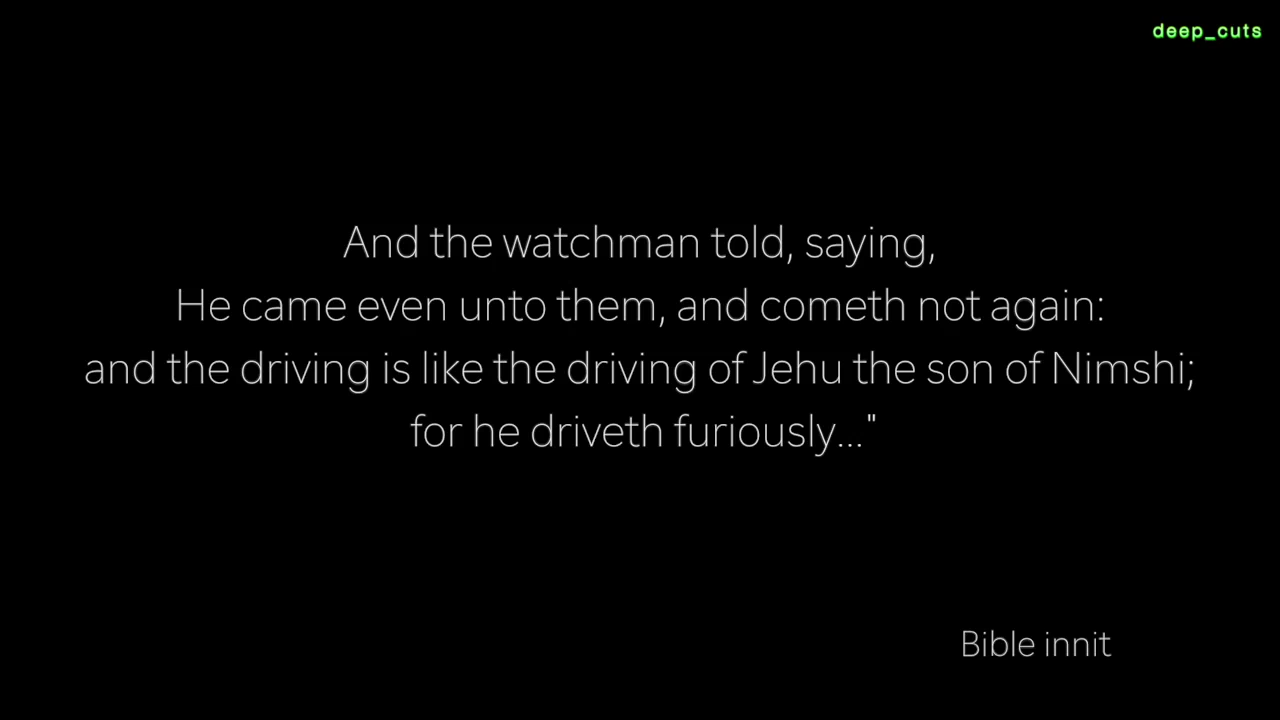 deep_cuts
And the watchman told, saying,
He came even unto them, and cometh not again:
and the driving is like the driving of Jehu the son of Nimshi;
for he driveth furiously..."
Bible innit